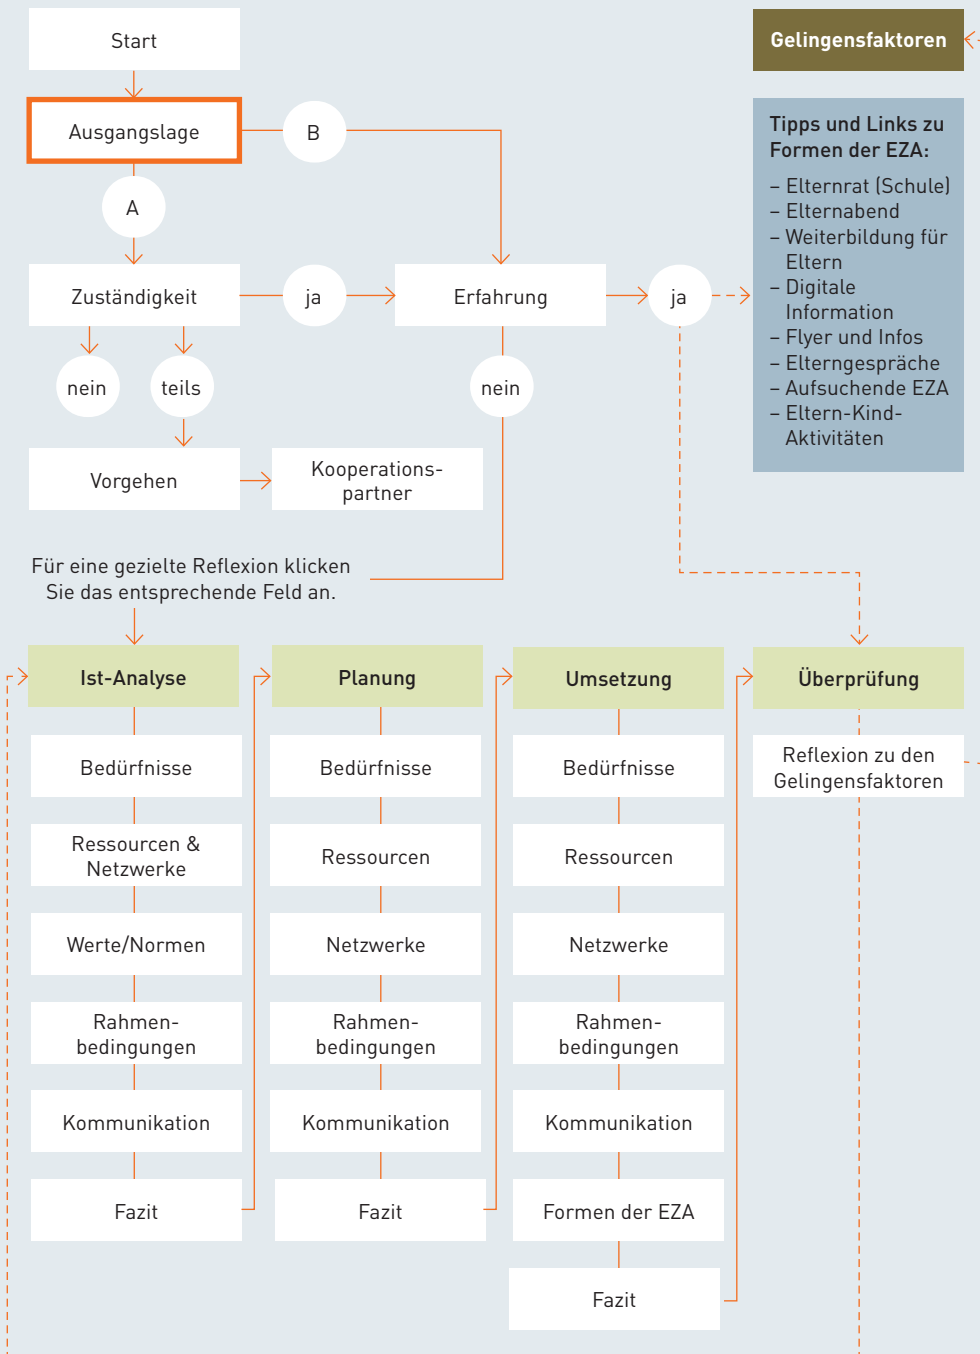 Start
Gelingensfaktoren
Ausgangslage
B
A
Tipps und Links zu
Formen der EZA:
– Elternrat (Schule)
– Elternabend
– Weiterbildung für
Eltern
– Digitale
Information
– Flyer und Infos
– Elterngespräche
– Aufsuchende EZA
– Eltern-Kind-
Aktivitäten
Zuständigkeit
ja
Erfahrung
ja
nein
teils
nein
Vorgehen
Kooperations-
partner
Für eine gezielte Reflexion klicken
Sie das entsprechende Feld an.
Ist-Analyse
Bedürfnisse
Ressourcen &
Netzwerke
Werte/Normen
Rahmen-
bedingungen
Kommunikation
Fazit
Planung
Bedürfnisse
Ressourcen
Netzwerke
Rahmen-
bedingungen
Kommunikation
Fazit
Umsetzung
Bedürfnisse
Ressourcen
Netzwerke
Rahmen-
bedingungen
Kommunikation
Formen der EZA
Fazit
Überprüfung
Reflexion zu den
Gelingensfaktoren